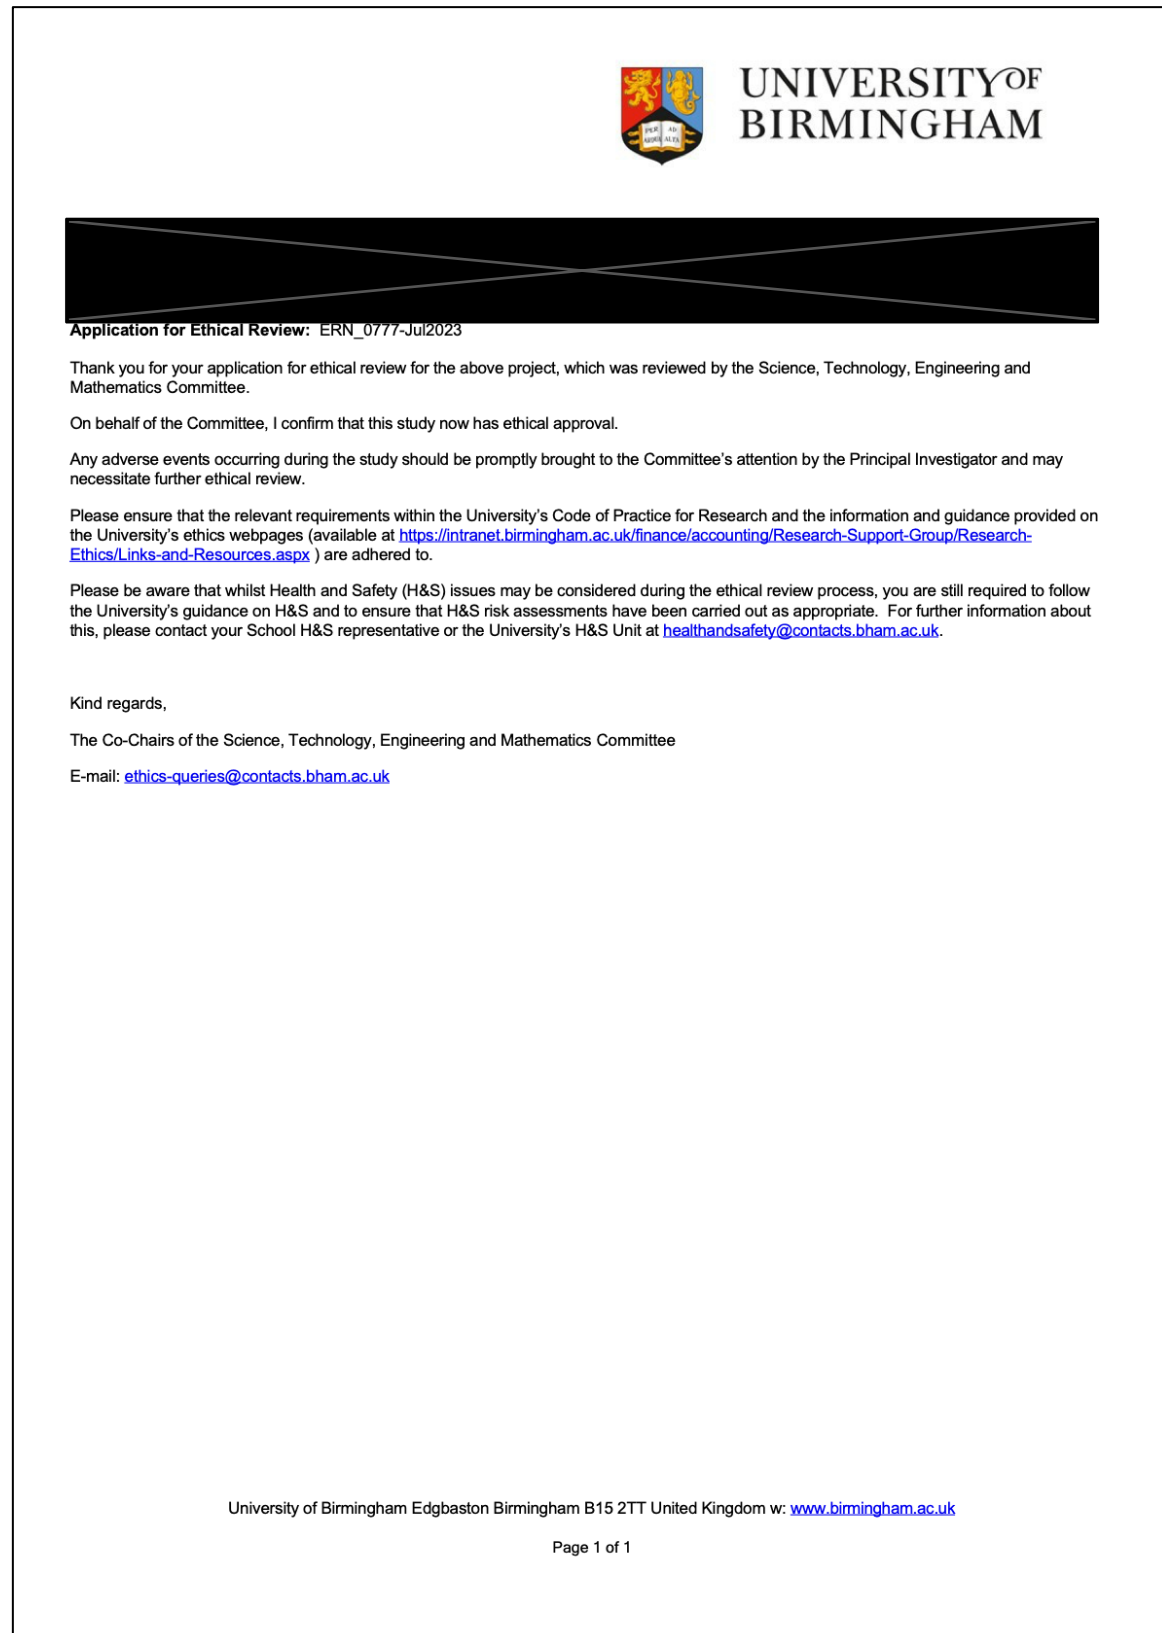 UNIVERSITY OF
BIRMINGHAM
PER AD
ARDUA ALTA
Application for Ethical Review: ERN_0777-Jul2023
Thank you for your application for ethical review for the above project, which was reviewed by the Science, Technology, Engineering and
Mathematics Committee.
On behalf of the Committee, I confirm that this study now has ethical approval.
Any adverse events occurring during the study should be promptly brought to the Committee’s attention by the Principal Investigator and may
necessitate further ethical review.
Please ensure that the relevant requirements within the University’s Code of Practice for Research and the information and guidance provided on
the University’s ethics webpages (available at https://intranet.birmingham.ac.uk/finance/accounting/Research-Support-Group/Research-
Ethics/Links-and-Resources.aspx ) are adhered to.
Please be aware that whilst Health and Safety (H&S) issues may be considered during the ethical review process, you are still required to follow
the University’s guidance on H&S and to ensure that H&S risk assessments have been carried out as appropriate.  For further information about
this, please contact your School H&S representative or the University’s H&S Unit at healthandsafety@contacts.bham.ac.uk.
Kind regards,
The Co-Chairs of the Science, Technology, Engineering and Mathematics Committee
E-mail: ethics-queries@contacts.bham.ac.uk
University of Birmingham Edgbaston Birmingham B15 2TT United Kingdom w: www.birmingham.ac.uk
Page 1 of 1